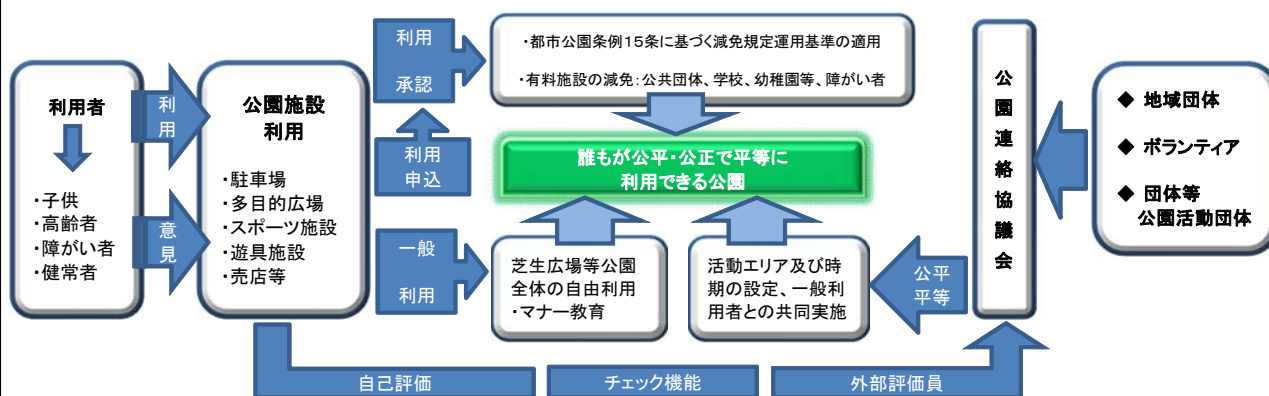 利用者
・子供
・高齢者
・障がい者
・健常者
利用
意見
公園施設
利用
・駐車場
・多目的広場
・スポーツ施設
・遊具施設
・売店等
利用
承認
利用
申込
一般
利用
・都市公園条例15条に基づく減免規定運用基準の適用
・有料施設の減免:公共団体、学校、幼稚園等、障がい者
誰もが公平・公正で平等に
利用できる公園
芝生広場等公園
全体の自由利用
・マナー教育
活動エリア及び時
期の設定、一般利
用者との共同実施
公平
平等
公園連絡協議会
◆ 地域団体
◆ ボランティア
◆ 団体等
公園活動団体
自己評価
チェック機能
外部評価員